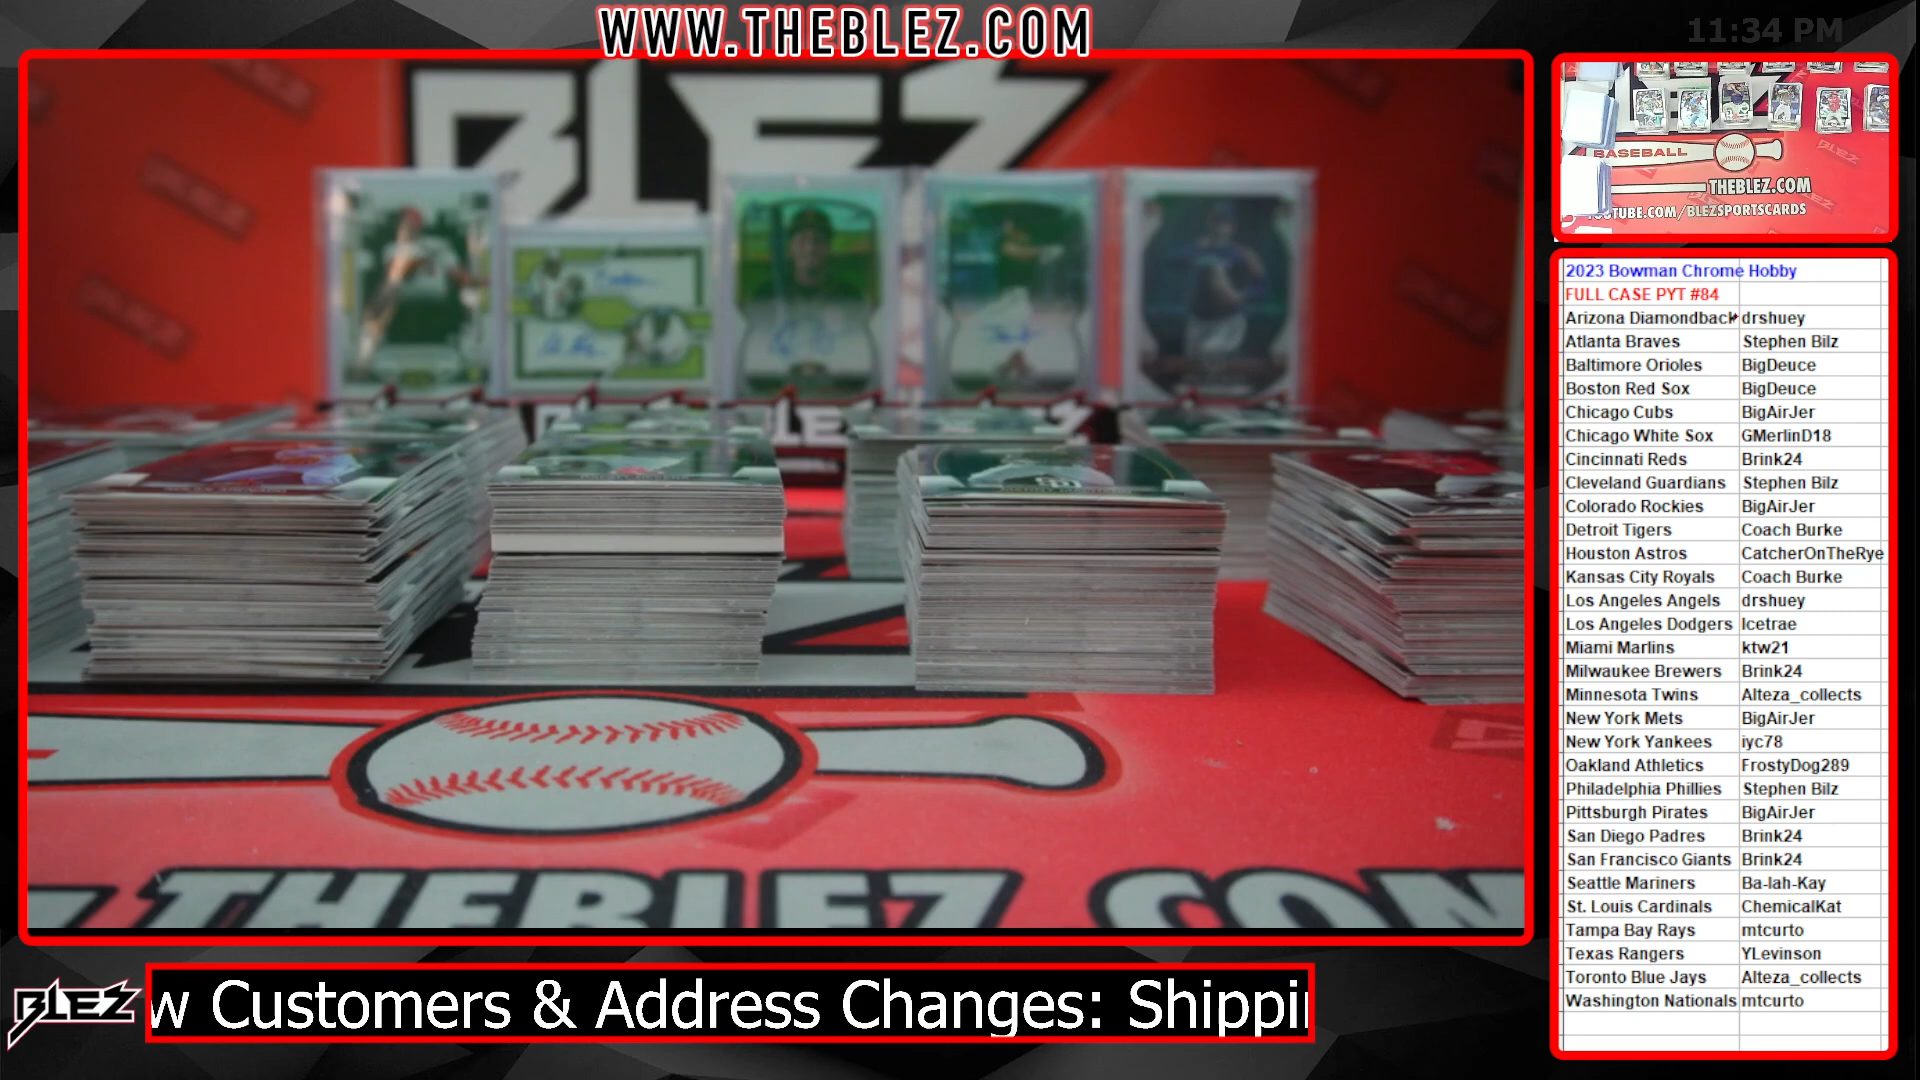 WWW.THEBLEZ.COM
11:34 PM
BLEZ
BASEBALL
THEBLEZ.COM
YOUTUBE.COM/BLEZSPORTSCARDS
BLEZ
2023 Bowman Chrome Hobby
FULL CASE PYT #84
Arizona Diamondback drshuey
Atlanta Braves Stephen Bilz
Baltimore Orioles BigDeuce
Boston Red Sox BigDeuce
Chicago Cubs BigAirJer
Chicago White Sox GMerlinD18
Cincinnati Reds Brink24
Cleveland Guardians Stephen Bilz
Colorado Rockies BigAirJer
Detroit Tigers Coach Burke
Houston Astros CatcherOnTheRye
Kansas City Royals Coach Burke
Los Angeles Angels drshuey
Los Angeles Dodgers Icetrae
Miami Marlins ktw21
Milwaukee Brewers Brink24
Minnesota Twins Alteza_collects
New York Mets BigAirJer
New York Yankees iyc78
Oakland Athletics FrostyDog289
Philadelphia Phillies Stephen Bilz
Pittsburgh Pirates BigAirJer
San Diego Padres Brink24
San Francisco Giants Brink24
Seattle Mariners Ba-lah-Kay
St. Louis Cardinals ChemicalKat
Tampa Bay Rays mtcurto
Texas Rangers YLevinson
Toronto Blue Jays Alteza_collects
Washington Nationals mtcurto
THEBLEZ.COM
BLEZ
w Customers & Address Changes: Shippin